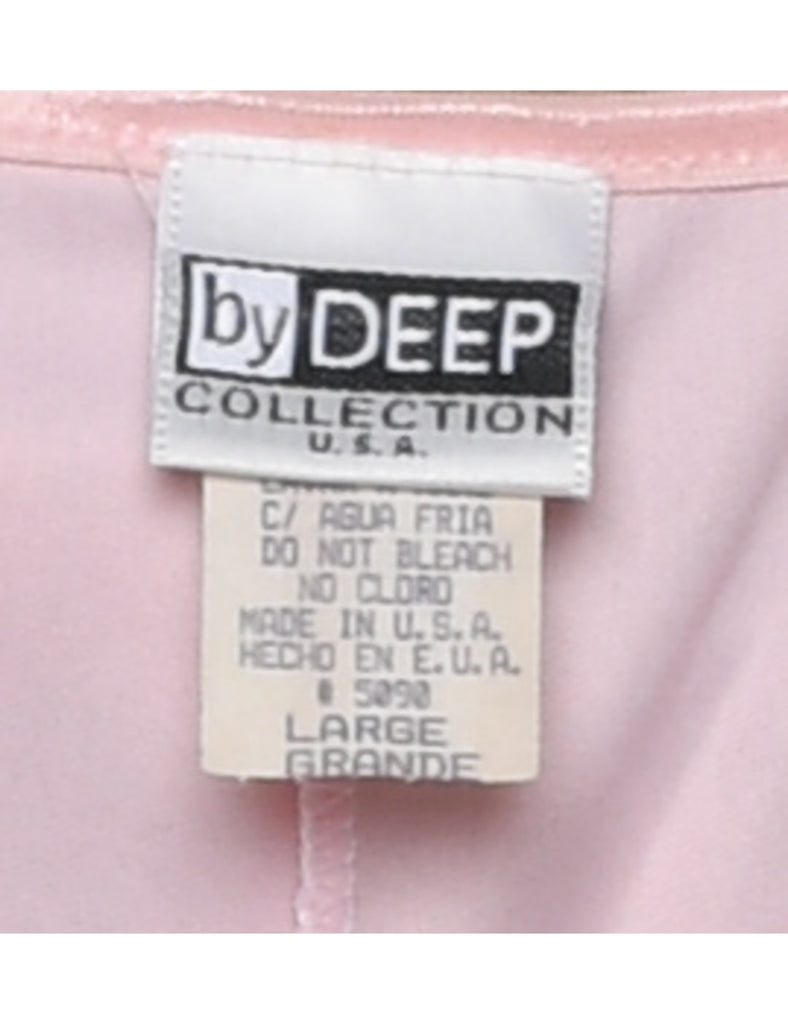 by DEEP
COLLECTION
U.S.A.
C/ AGUA FRIA
DO NOT BLEACH
NO CLORO
MADE IN U.S.A.
HECHO EN E.U.A.
# 5090
LARGE
GRANDE